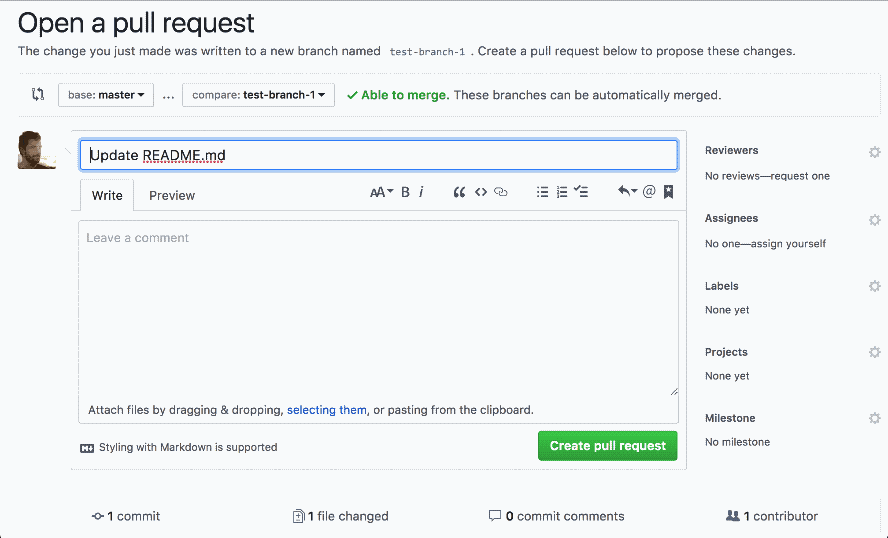 Open a pull request
The change you just made was written to a new branch named test-branch-1 . Create a pull request below to propose these changes.
base: master ... compare: test-branch-1 ✓ Able to merge. These branches can be automatically merged.
Update README.md
Write Preview AA B i “ <> @
Leave a comment
Attach files by dragging & dropping, selecting them, or pasting from the clipboard.
Styling with Markdown is supported
Create pull request
Reviewers
No reviews—request one
Assignees
No one—assign yourself
Labels
None yet
Projects
None yet
Milestone
No milestone
1 commit 1 file changed 0 commit comments 1 contributor